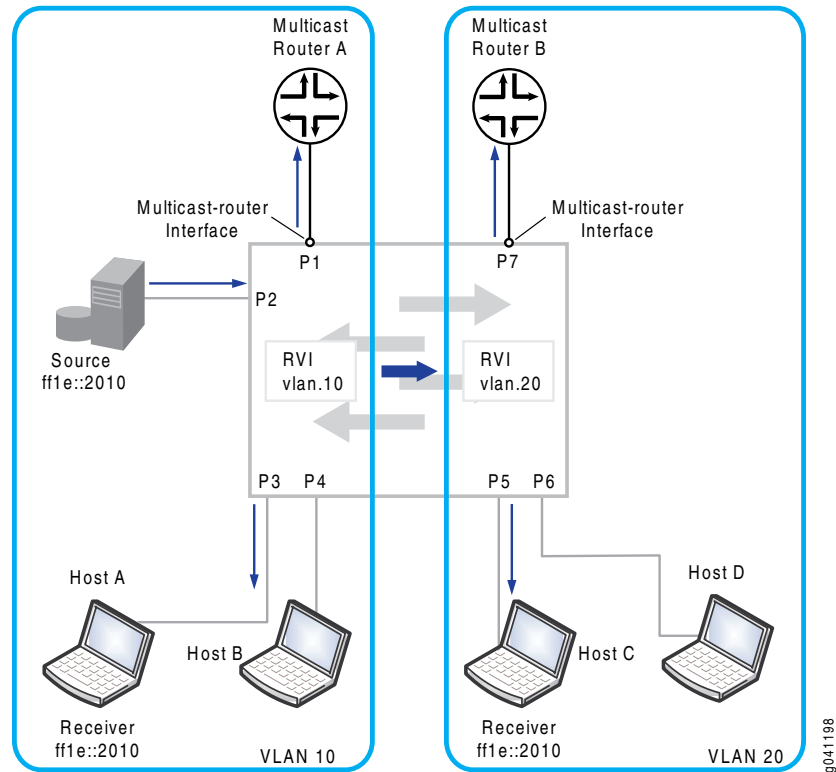 Multicast
Router A
Multicast
Router B
Multicast-router
Interface
Multicast-router
Interface
P1
P7
P2
Source
ff1e::2010
RVI
vlan.10
RVI
vlan.20
P3
P4
P5
P6
Host A
Host B
Host C
Host D
Receiver
ff1e::2010
VLAN 10
Receiver
ff1e::2010
VLAN 20
g041198